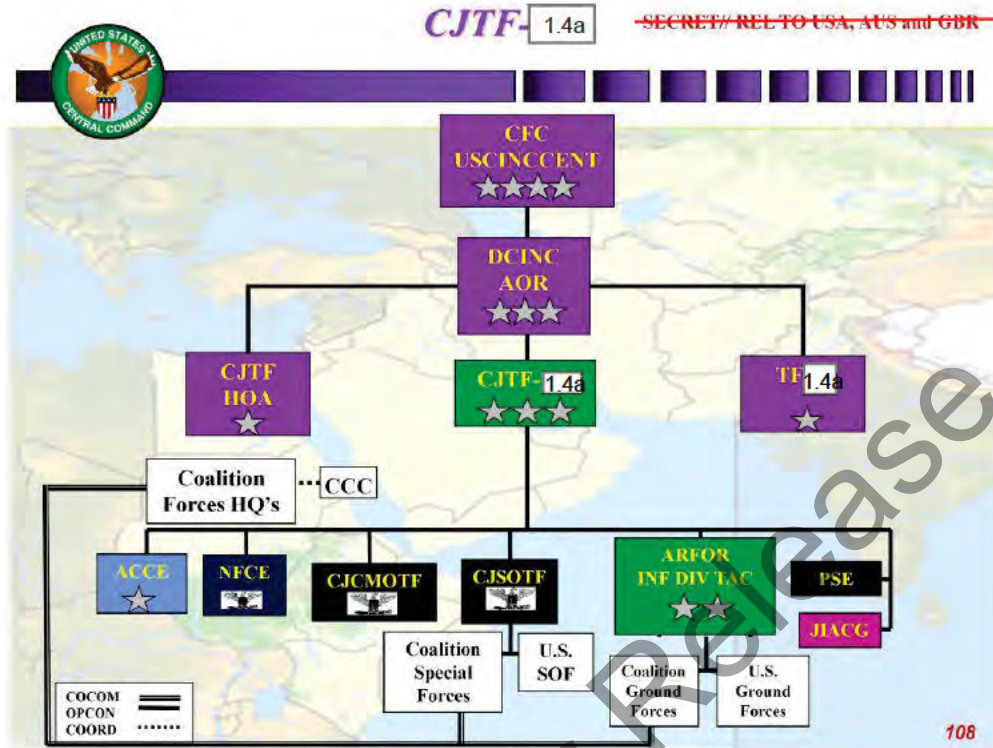 CJTF- 1.4a
SECRET// REL TO USA, AUS and GBR
UNITED STATES
CENTRAL COMMAND
CFC
USCINCCENT
DCINC
AOR
CJTF
HOA
CJTF- 1.4a
TF 1.4a
Coalition
Forces HQ's
CCC
ACCE
NFCE
CJCMOTF
CJSOTF
ARFOR
INF DIV TAC
PSE
JIACG
Coalition
Special
Forces
U.S.
SOF
Coalition
Ground
Forces
U.S.
Ground
Forces
COCOM
OPCON
COORD
Release
108